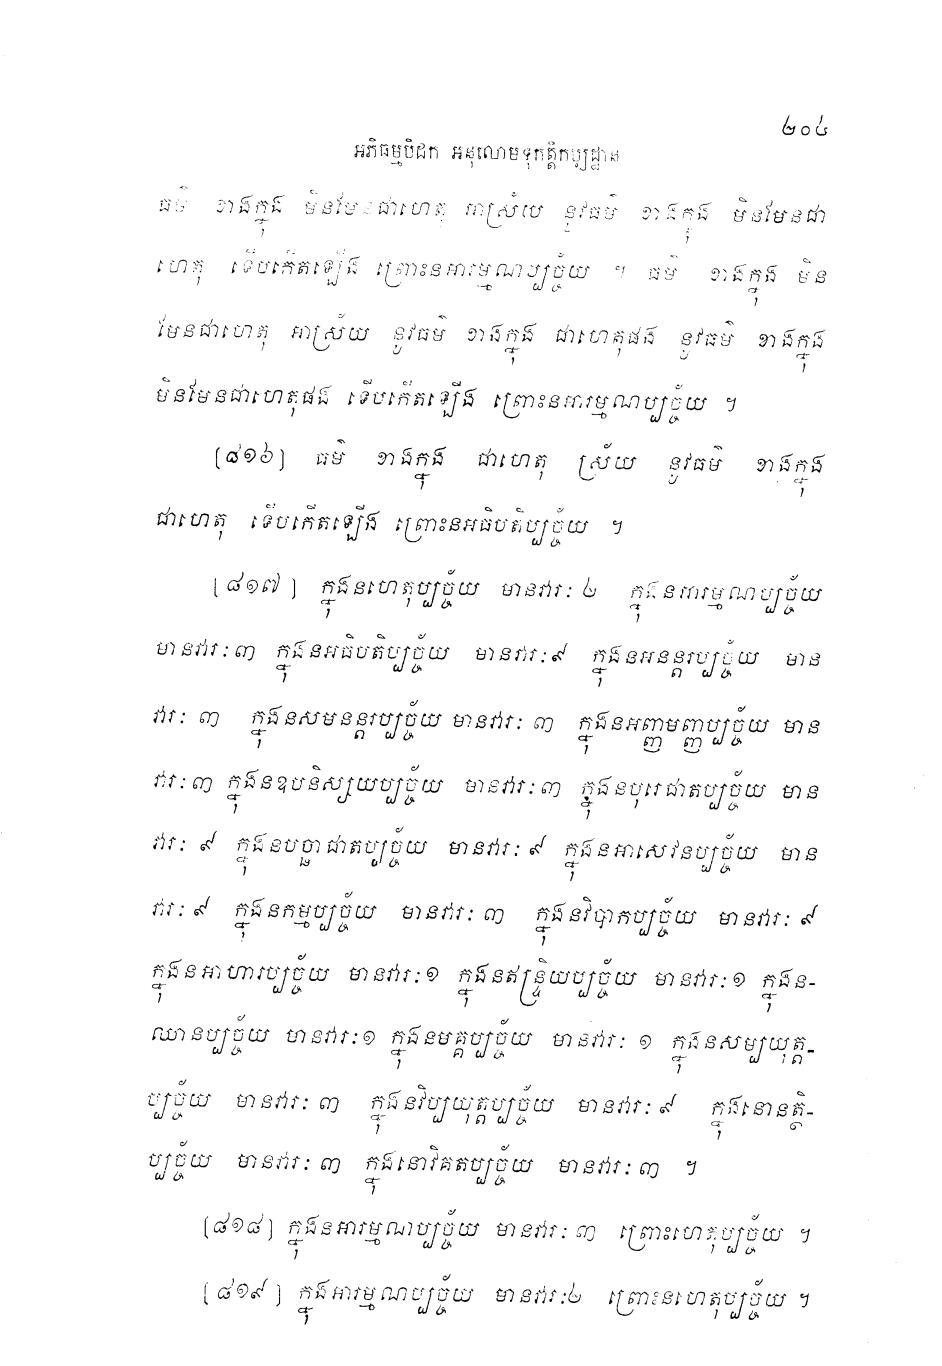 ២០៤
អភិធម្មបិដក អនុលោមទុកត្តិកប្បដ្ឋាន
ធម៌ ខាងក្នុង មិនមែនជាហេតុ អាស្រ័យ នូវធម៌ ខាងក្នុង មិនមែនជា
ហេតុ ទើបកើតឡើង ព្រោះនអារម្មណប្បច្ច័យ ។ ធម៌ ខាងក្នុង មិន
មែនជាហេតុ អាស្រ័យ នូវធម៌ ខាងក្នុង ជាហេតុផង នូវធម៌ ខាងក្នុង
មិនមែនជាហេតុផង ទើបកើតឡើង ព្រោះនអារម្មណប្បច្ច័យ ។
[៨១៦] ធម៌ ខាងក្នុង ជាហេតុ ស្រ័យ នូវធម៌ ខាងក្នុង
ជាហេតុ ទើបកើតឡើង ព្រោះនអធិបតិប្បច្ច័យ ។
[៨១៧] ក្នុងនហេតុប្បច្ច័យ មានវារៈ ២ ក្នុងនអារម្មណប្បច្ច័យ
មានវារៈ៣ ក្នុងនអធិបតិប្បច្ច័យ មានវារៈ៩ ក្នុងនអនន្តរប្បច្ច័យ មាន
វារៈ ៣ ក្នុងនសមនន្តរប្បច្ច័យ មានវារៈ ៣ ក្នុងនអញ្ញាមញ្ញប្បច្ច័យ មាន
វារៈ៣ ក្នុងនឧបនិស្សយប្បច្ច័យ មានវារៈ៣ ក្នុងនបុរេជាតប្បច្ច័យ មាន
វារៈ ៩ ក្នុងនបច្ឆាជាតប្បច្ច័យ មានវារៈ៩ ក្នុងនអាសេវនប្បច្ច័យ មាន
វារៈ ៩ ក្នុងនកម្មប្បច្ច័យ មានវារៈ ៣ ក្នុងនវិបាកប្បច្ច័យ មានវារៈ ៩
ក្នុងនអាហារប្បច្ច័យ មានវារៈ១ ក្នុងនឥន្ទ្រិយប្បច្ច័យ មានវារៈ១ ក្នុងន-
ឈានប្បច្ច័យ មានវារៈ១ ក្នុងនមគ្គប្បច្ច័យ មានវារៈ ១ ក្នុងនសម្បយុត្ត-
ប្បច្ច័យ មានវារៈ ៣ ក្នុងនវិប្បយុត្តប្បច្ច័យ មានវារៈ ៩ ក្នុងនោនត្ថិ-
ប្បច្ច័យ មានវារៈ ៣ ក្នុងនោវិគតប្បច្ច័យ មានវារៈ៣ ។
[៨១៨] ក្នុងនអារម្មណប្បច្ច័យ មានវារៈ ៣ ព្រោះហេតុប្បច្ច័យ ។
[៨១៩] ក្នុងអារម្មណប្បច្ច័យ មានវារៈ២ ព្រោះនហេតុប្បច្ច័យ ។